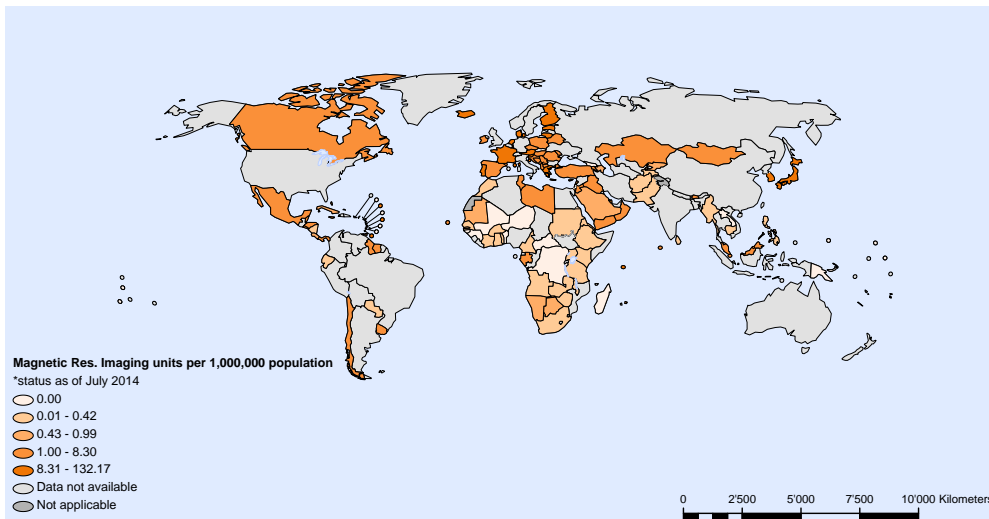 Magnetic Res. Imaging units per 1,000,000 population
*status as of July 2014
0.00
0.01 - 0.42
0.43 - 0.99
1.00 - 8.30
8.31 - 132.17
Data not available
Not applicable
0 2'500 5'000 7'500 10'000 Kilometers